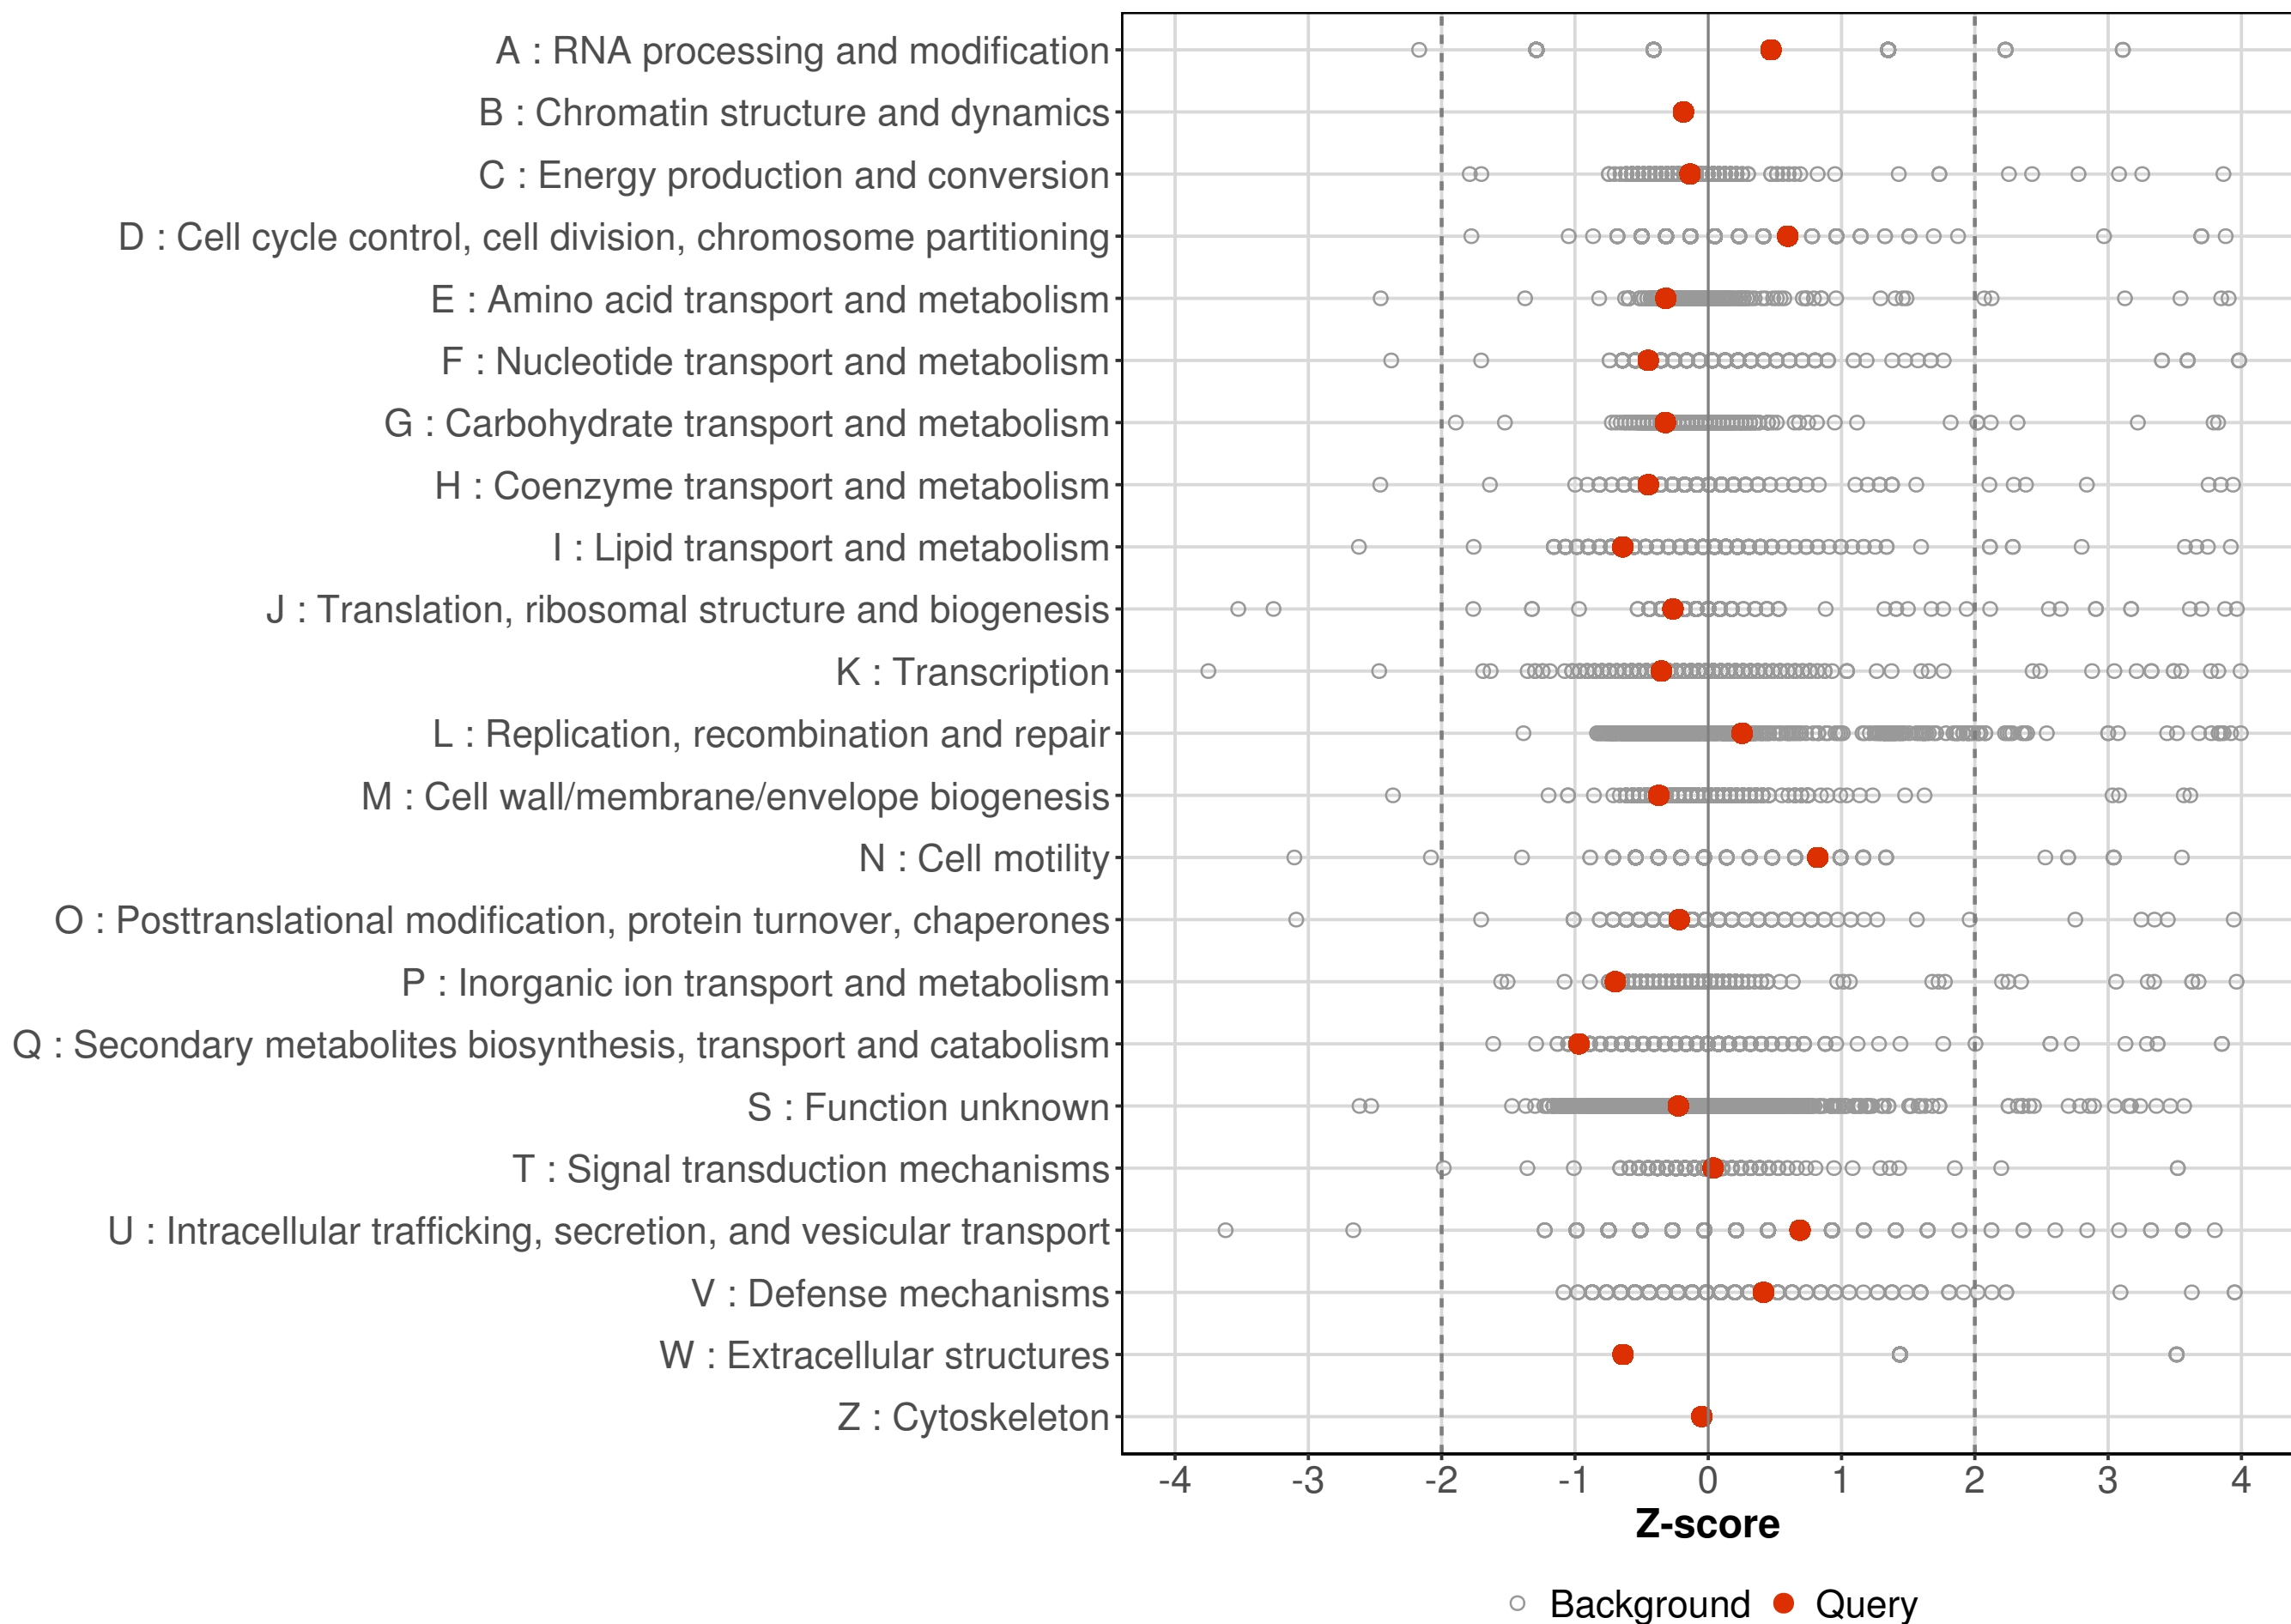 A : RNA processing and modification
B : Chromatin structure and dynamics
C : Energy production and conversion
D : Cell cycle control, cell division, chromosome partitioning
E : Amino acid transport and metabolism
F : Nucleotide transport and metabolism
G : Carbohydrate transport and metabolism
H : Coenzyme transport and metabolism
I : Lipid transport and metabolism
J : Translation, ribosomal structure and biogenesis
K : Transcription
L : Replication, recombination and repair
M : Cell wall/membrane/envelope biogenesis
N : Cell motility
O : Posttranslational modification, protein turnover, chaperones
P : Inorganic ion transport and metabolism
Q : Secondary metabolites biosynthesis, transport and catabolism
S : Function unknown
T : Signal transduction mechanisms
U : Intracellular trafficking, secretion, and vesicular transport
V : Defense mechanisms
W : Extracellular structures
Z : Cytoskeleton
-4 -3 -2 -1 0 1 2 3 4
Z-score
Background Query